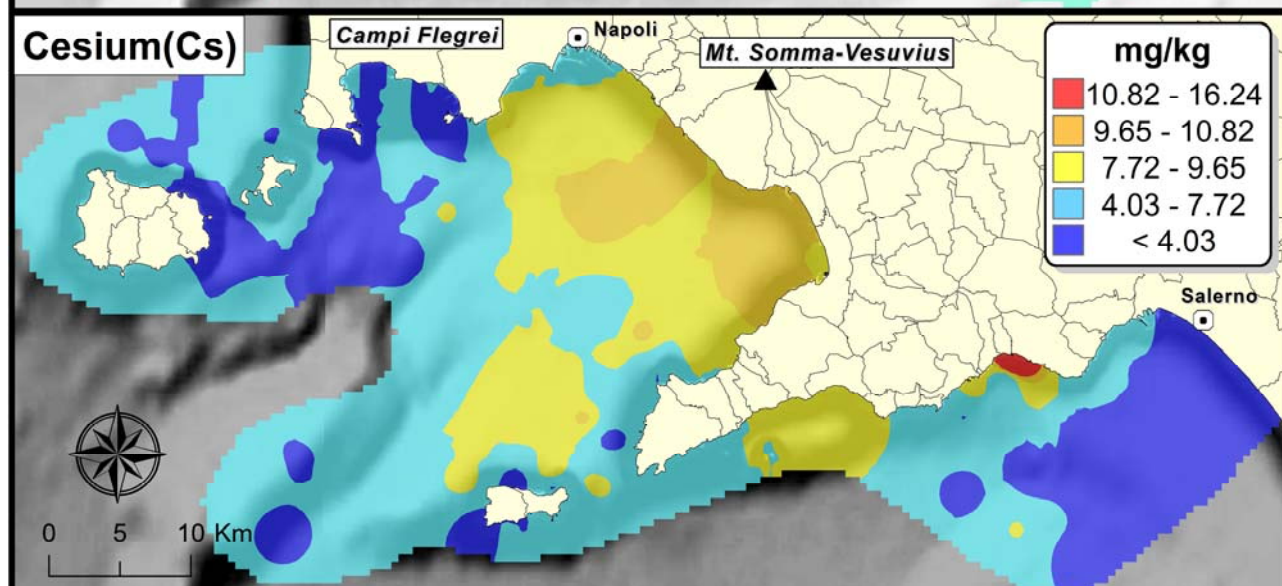 Cesium(Cs)
Campi Flegrei
Napoli
Mt. Somma-Vesuvius
mg/kg
10.82 - 16.24
9.65 - 10.82
7.72 - 9.65
4.03 - 7.72
< 4.03
Salerno
0 5 10 Km